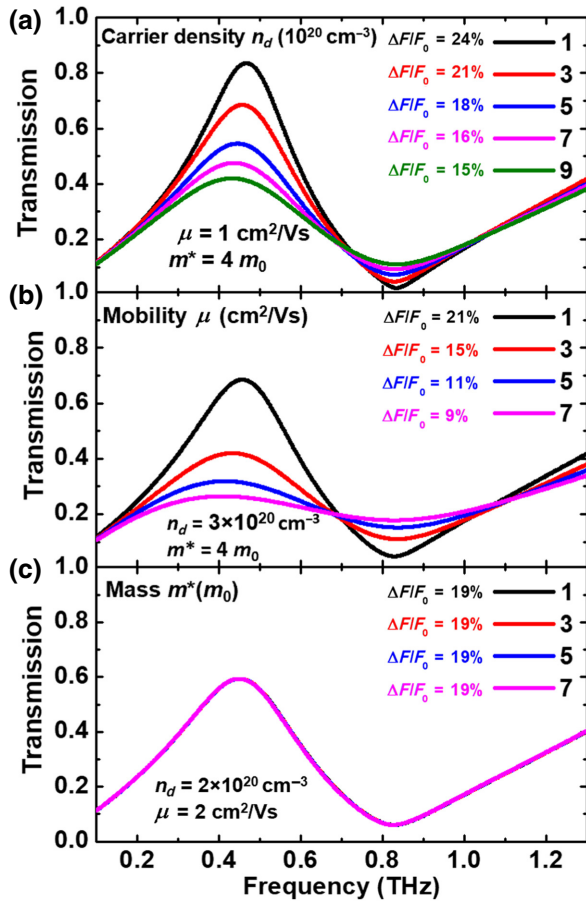 (a)
Carrier density n_d (10^20 cm^-3)
ΔF/F_0 = 24% 1
ΔF/F_0 = 21% 3
ΔF/F_0 = 18% 5
ΔF/F_0 = 16% 7
ΔF/F_0 = 15% 9
μ = 1 cm^2/Vs
m* = 4 m_0
Transmission
1.0
0.8
0.6
0.4
0.2
(b)
Mobility μ (cm^2/Vs)
ΔF/F_0 = 21% 1
ΔF/F_0 = 15% 3
ΔF/F_0 = 11% 5
ΔF/F_0 = 9% 7
n_d = 3×10^20 cm^-3
m* = 4 m_0
Transmission
1.0
0.8
0.6
0.4
0.2
(c)
Mass m*(m_0)
ΔF/F_0 = 19% 1
ΔF/F_0 = 19% 3
ΔF/F_0 = 19% 5
ΔF/F_0 = 19% 7
n_d = 2×10^20 cm^-3
μ = 2 cm^2/Vs
Transmission
1.0
0.8
0.6
0.4
0.2
0.0
0.2 0.4 0.6 0.8 1.0 1.2
Frequency (THz)